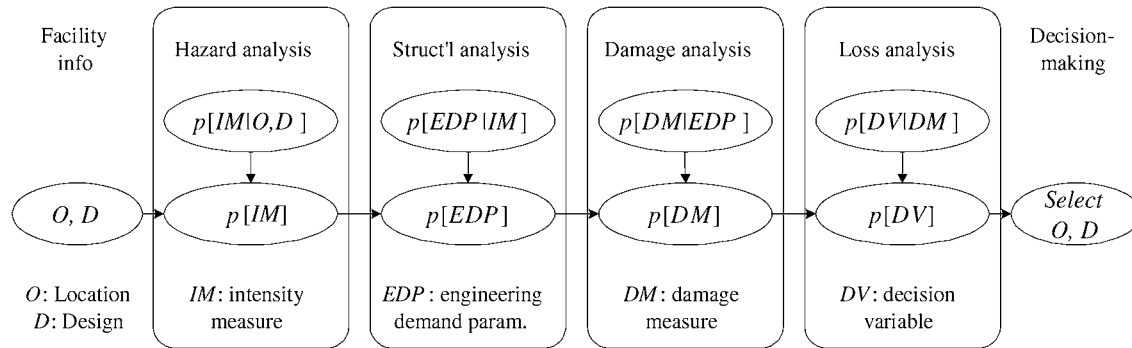 Facility
info
Hazard analysis
Struct'l analysis
Damage analysis
Loss analysis
Decision-
making
p[IM|O,D ]
p[EDP|IM]
p[DM|EDP ]
p[DV|DM ]
O, D
p[IM]
p[EDP]
p[DM]
p[DV]
Select
O, D
O: Location
D: Design
IM: intensity
measure
EDP: engineering
demand param.
DM: damage
measure
DV: decision
variable